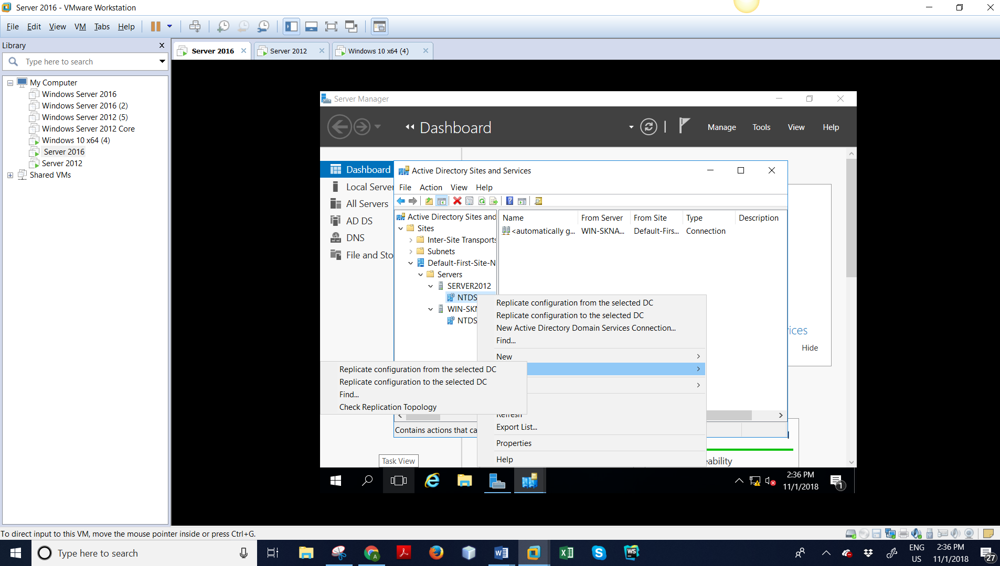 Server 2016 - VMware Workstation
File Edit View VM Tabs Help
Library
Type here to search
My Computer
Windows Server 2016
Windows Server 2016 (2)
Windows Server 2012 (5)
Windows Server 2012 Core
Windows 10 x64 (4)
Server 2016
Server 2012
Shared VMs
Server 2016 Server 2012 Windows 10 x64 (4)
Server Manager
Dashboard
Manage Tools View Help
Dashboard
Local Server
All Servers
AD DS
DNS
File and Sto
Active Directory Sites and Services
File Action View Help
Active Directory Sites and
Sites
Inter-Site Transports
Subnets
Default-First-Site-N
Servers
SERVER2012
NTDS
WIN-SKN
NTDS
Name From Server From Site Type Description
<automatically g... WIN-SKNA... Default-Firs... Connection
Replicate configuration from the selected DC
Replicate configuration to the selected DC
New Active Directory Domain Services Connection...
Find...
New
Refresh
Export List...
Properties
Help
Replicate configuration from the selected DC
Replicate configuration to the selected DC
Find...
Check Replication Topology
Contains actions that ca
ices
Hide
eability
Task View
2:36 PM
11/1/2018
1
To direct input to this VM, move the mouse pointer inside or press Ctrl+G.
Type here to search
A
W
WS
ENG
US
2:36 PM
11/1/2018
27